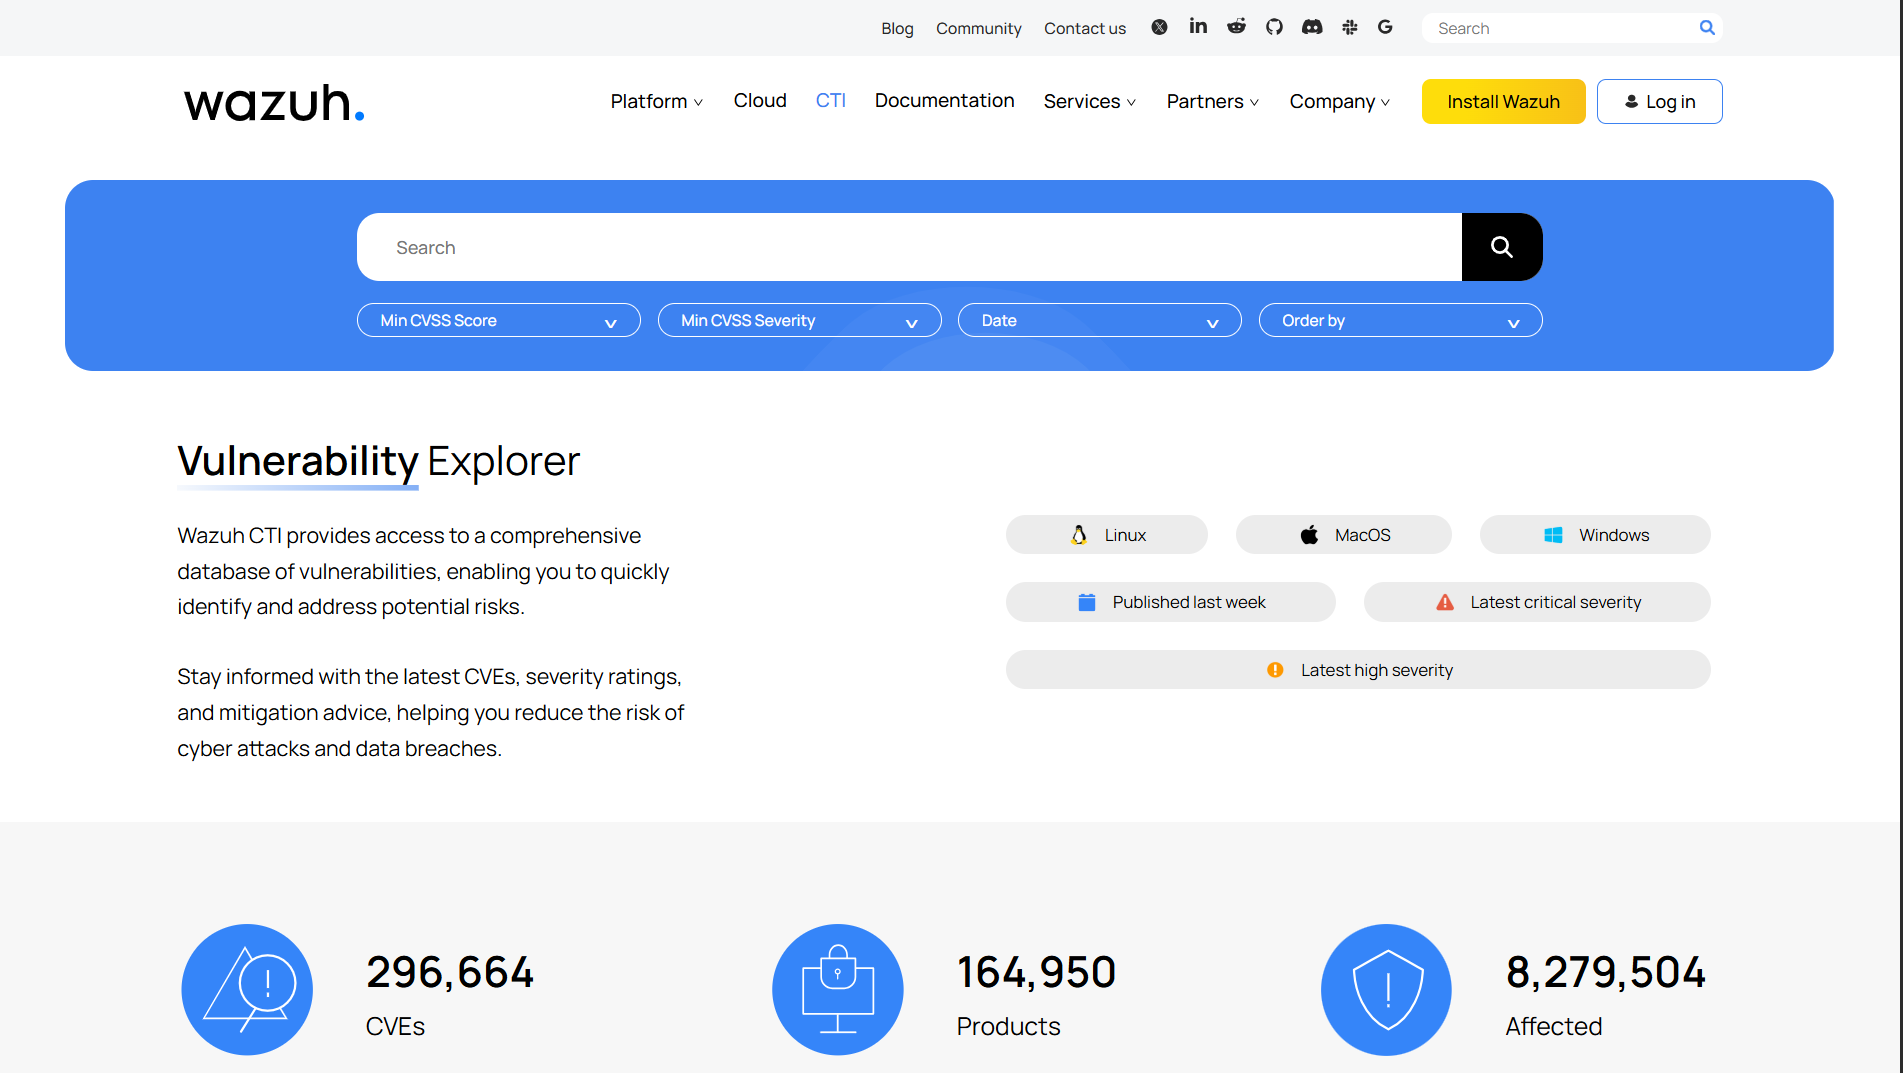 Blog Community Contact us Search
wazuh.
Platform Cloud CTI Documentation Services Partners Company Install Wazuh Log in
Search
Min CVSS Score Min CVSS Severity Date Order by
Vulnerability Explorer
Wazuh CTI provides access to a comprehensive
database of vulnerabilities, enabling you to quickly
identify and address potential risks.
Stay informed with the latest CVEs, severity ratings,
and mitigation advice, helping you reduce the risk of
cyber attacks and data breaches.
Linux MacOS Windows
Published last week Latest critical severity
Latest high severity
296,664
CVEs
164,950
Products
8,279,504
Affected